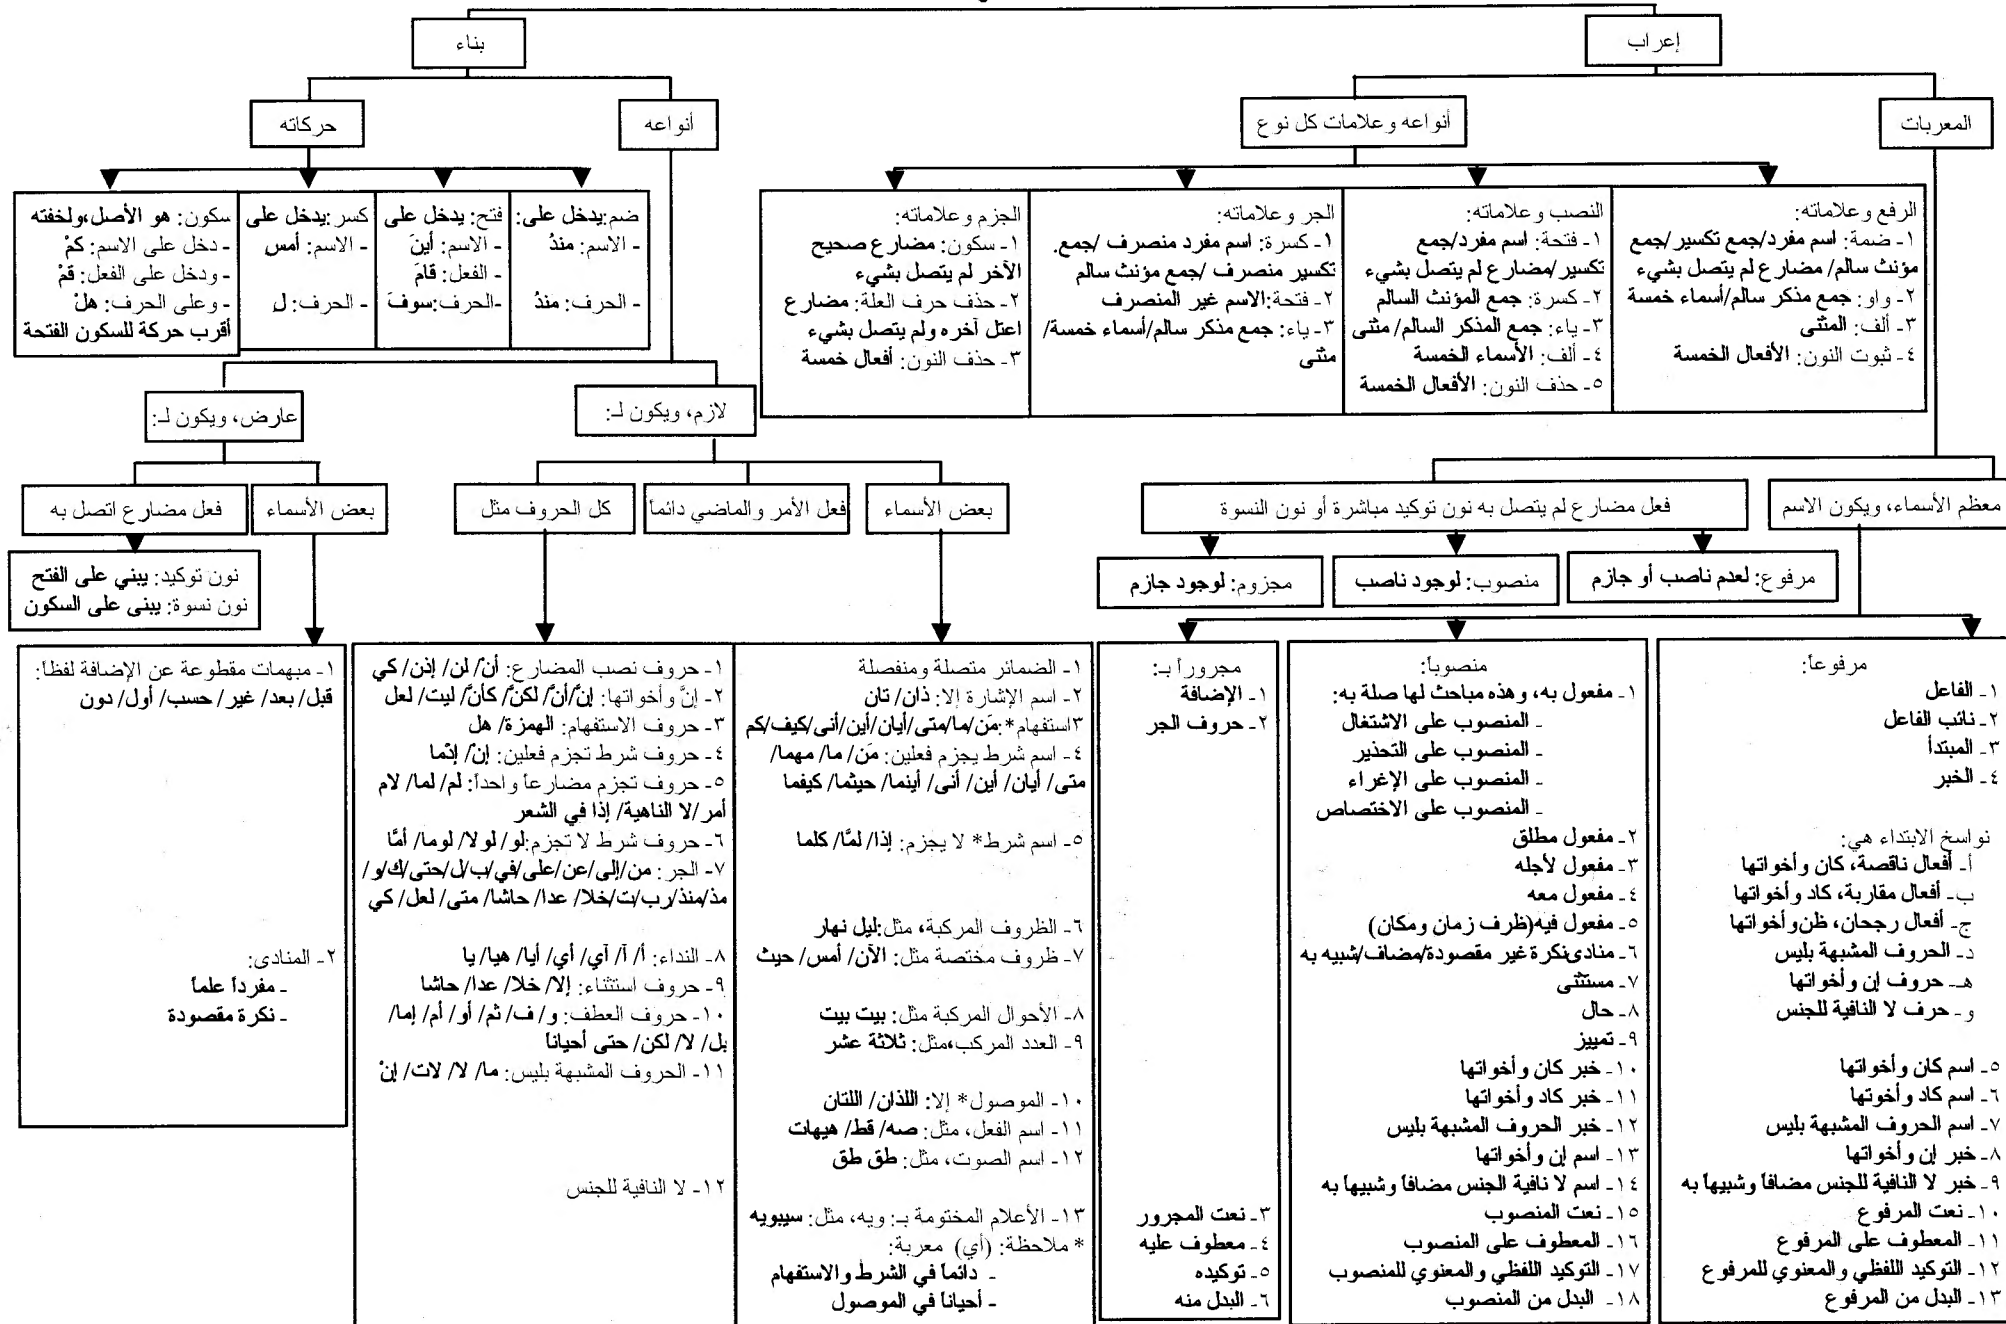 إعراب
بناء
المعربات
أنواعه وعلامات كل نوع
أنواعه
حركاته
الرفع وعلاماته:
١- ضمة: اسم مفرد/جمع تكسير/جمع
مؤنث سالم/ مضارع لم يتصل بشيء
٢- واو: جمع مذكر سالم/أسماء خمسة
٣- ألف: المثنى
٤- ثبوت النون: الأفعال الخمسة
النصب وعلاماته:
١- فتحة: اسم مفرد/جمع
تكسير/مضارع لم يتصل بشيء
٢- كسرة: جمع المؤنث السالم
٣- ياء: جمع المذكر السالم/ مثنى
٤- ألف: الأسماء الخمسة
٥- حذف النون: الأفعال الخمسة
الجر وعلاماته:
١- كسرة: اسم مفرد منصرف /جمع.
تكسير منصرف /جمع مؤنث سالم
٢- فتحة:الاسم غير المنصرف
٣- ياء: جمع مذكر سالم/أسماء خمسة/
مثنى
الجزم وعلاماته:
١- سكون: مضارع صحيح
الآخر لم يتصل بشيء
٢- حذف حرف العلة: مضارع
اعتل آخره ولم يتصل بشيء
٣- حذف النون: أفعال خمسة
ضم:يدخل على:
- الاسم: منذُ
- الحرف: منذُ
فتح: يدخل على
- الاسم: أينَ
- الفعل: قامَ
-الحرف:سوفَ
كسر:يدخل على
- الاسم: أمسِ
- الحرف: لِ
سكون: هو الأصل،ولخفته
- دخل على الاسم: كمْ
- ودخل على الفعل: قمْ
- وعلى الحرف: هلْ
أقرب حركة للسكون الفتحة
لازم، ويكون لـ:
عارض، ويكون لـ:
معظم الأسماء، ويكون الاسم
فعل مضارع لم يتصل به نون توكيد مباشرة أو نون النسوة
بعض الأسماء
فعل الأمر والماضي دائماً
كل الحروف مثل
بعض الأسماء
فعل مضارع اتصل به
مرفوع: لعدم ناصب أو جازم
منصوب: لوجود ناصب
مجزوم: لوجود جازم
نون توكيد: يبني على الفتح
نون نسوة: يبنى على السكون
مرفوعاً:
١- الفاعل
٢- نائب الفاعل
٣- المبتدأ
٤- الخبر
نواسخ الابتداء هي:
أ- أفعال ناقصة، كان وأخواتها
ب- أفعال مقاربة، كاد وأخواتها
ج- أفعال رجحان، ظن وأخواتها
د- الحروف المشبهة بليس
هـ- حروف إن وأخواتها
و- حرف لا النافية للجنس
٥- اسم كان وأخواتها
٦- اسم كاد وأخوتها
٧- اسم الحروف المشبهة بليس
٨- خبر إن وأخواتها
٩- خبر لا النافية للجنس مضافاً وشبيهاً به
١٠- نعت المرفوع
١١- المعطوف على المرفوع
١٢- التوكيد اللفظي والمعنوي للمرفوع
١٣- البدل من المرفوع
منصوباً:
١- مفعول به، وهذه مباحث لها صلة به:
- المنصوب على الاشتغال
- المنصوب على التحذير
- المنصوب على الإغراء
- المنصوب على الاختصاص
٢- مفعول مطلق
٣- مفعول لأجله
٤- مفعول معه
٥- مفعول فيه(ظرف زمان ومكان)
٦- منادى:نكرة غير مقصودة/مضاف/شبيه به
٧- مستثنى
٨- حال
٩- تمييز
١٠- خبر كان وأخواتها
١١- خبر كاد وأخواتها
١٢- خبر الحروف المشبهة بليس
١٣- اسم إن وأخواتها
١٤- اسم لا نافية الجنس مضافاً وشبيهاً به
١٥- نعت المنصوب
١٦- المعطوف على المنصوب
١٧- التوكيد اللفظي والمعنوي للمنصوب
١٨- البدل من المنصوب
مجروراً بـ:
١- الإضافة
٢- حروف الجر
٣- نعت المجرور
٤- معطوف عليه
٥- توكيده
٦- البدل منه
١- الضمائر متصلة ومنفصلة
٢- اسم الإشارة إلا: ذان/ تان
٣استفهام*:مَن/ما/متى/أيان/أين/أنى/كيف/كم
٤- اسم شرط يجزم فعلين: مَن/ ما/ مهما/
متى/ أيان/ أين/ أنى/ أينما/ حيثما/ كيفما
٥- اسم شرط* لا يجزم: إذا/ لمَّا/ كلما
٦- الظروف المركبة، مثل:ليل نهار
٧- ظروف مختصة مثل: الآن/ أمس/ حيث
٨- الأحوال المركبة مثل: بيت بيت
٩- العدد المركب،مثل: ثلاثة عشر
١٠- الموصول* إلا: اللذان/ اللتان
١١- اسم الفعل، مثل: صه/ قط/ هيهات
١٢- اسم الصوت، مثل: طق طق
١٣- الأعلام المختومة بـ: ويه، مثل: سيبويه
* ملاحظة: (أي) معربة:
- دائماً في الشرط والاستفهام
- أحياناً في الموصول
١- حروف نصب المضارع: أنْ/ لن/ إذن/ كي
٢- إنَّ وأخواتها: إنَّ/أنَّ/ لكنَّ/ كأنَّ/ ليت/ لعل
٣- حروف الاستفهام: الهمزة/ هل
٤- حروف شرط تجزم فعلين: إنْ/ إذما
٥- حروف تجزم مضارعاً واحداً: لم/ لما/ لام
أمر/لا الناهية/ إذا في الشعر
٦- حروف شرط لا تجزم:لو/ لولا/ لوما/ أمَّا
٧- الجر: من/إلى/عن/على/في/ب/ل/حتى/ك/و/
مذ/منذ/رب/ت/خلا/ عدا/ حاشا/ متى/ لعل/ كي
٨- النداء: أ/ آ/ آي/ أي/ أيا/ هيا/ يا
٩- حروف استثناء: إلا/ خلا/ عدا/ حاشا
١٠- حروف العطف: و/ ف/ ثم/ أو/ أم/ إما/
بل/ لا/ لكن/ حتى أحياناً
١١- الحروف المشبهة بليس: ما/ لا/ لات/ إنْ
١٢- لا النافية للجنس
١- مبهمات مقطوعة عن الإضافة لفظاً:
قبل/ بعد/ غير/ حسب/ أول/ دون
٢- المنادى:
- مفرداً علماً
- نكرة مقصودة